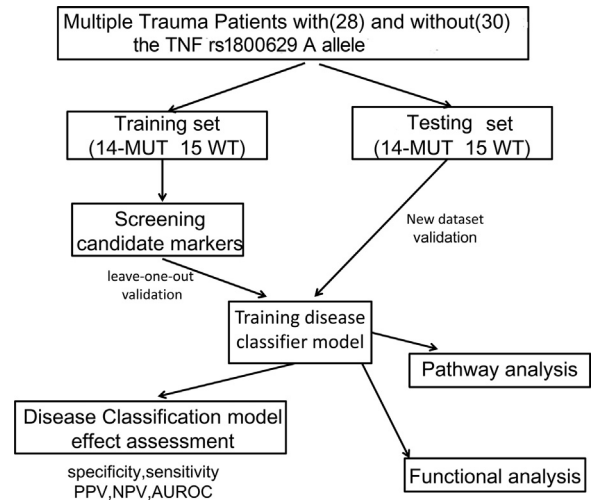 Multiple Trauma Patients with(28) and without(30)
the TNF rs1800629 A allele
Training set
(14-MUT 15 WT)
Testing set
(14-MUT 15 WT)
Screening
candidate markers
New dataset
validation
leave-one-out
validation
Training disease
classifier model
Pathway analysis
Disease Classification model
effect assessment
specificity,sensitivity
PPV,NPV,AUROC
Functional analysis